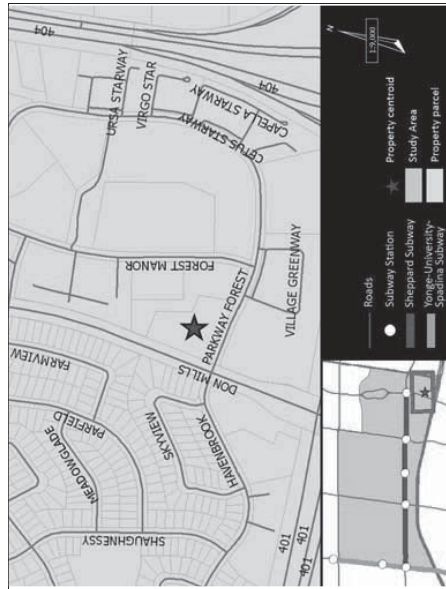 404
URSA STARWAY
VIRGO STAR
CAPELLA STARWAY
CETUS STARWAY
404
FOREST MANOR
PARKWAY FOREST
VILLAGE GREENWAY
DON MILLS
FARMVIEW
PARFIELD
MEADOWGLADE
SKYVIEW
HAVENBROOK
SHAUGHNESSY
401
401
401
N
1:9,000
Roads
Subway Station
Sheppard Subway
Yonge-University-
Spadina Subway
Property centroid
Study Area
Property parcel